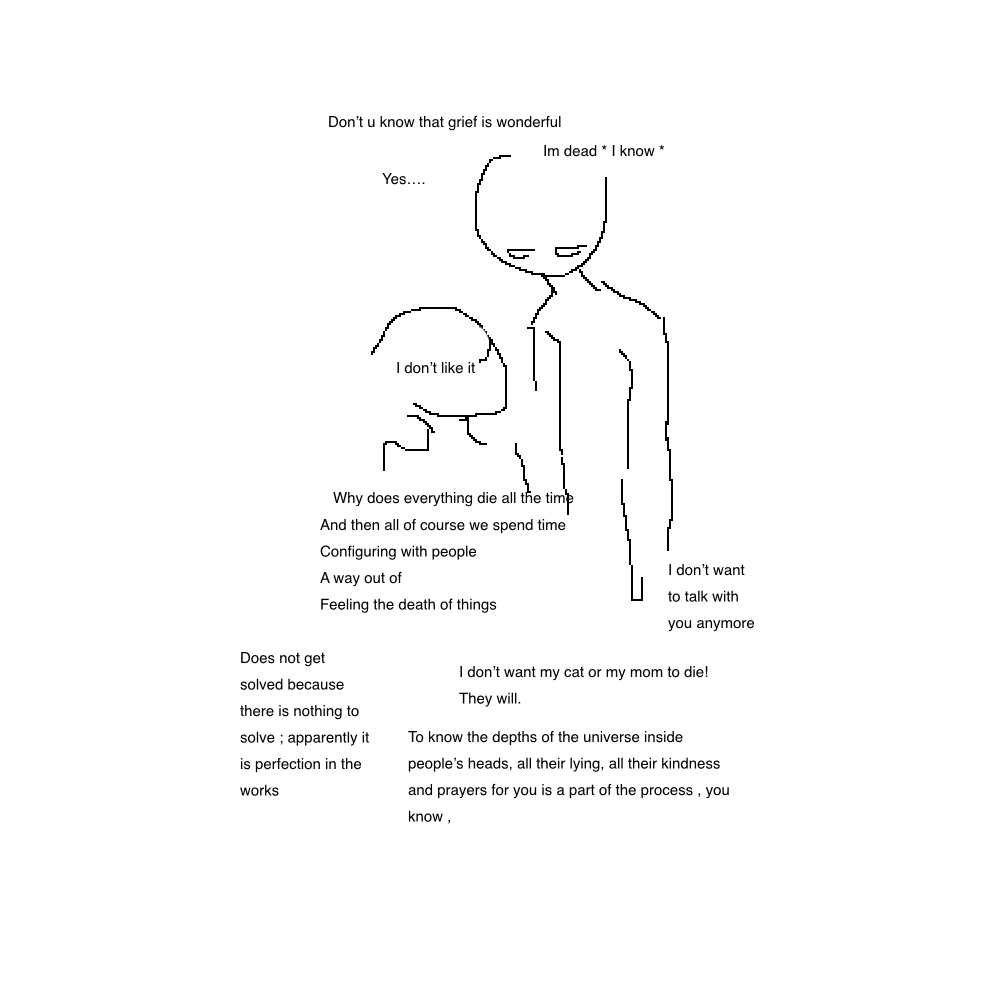 Don’t u know that grief is wonderful
Im dead * I know *
Yes….
I don’t like it
Why does everything die all the time
And then all of course we spend time
Configuring with people
A way out of
Feeling the death of things
I don’t want
to talk with
you anymore
Does not get
solved because
there is nothing to
solve ; apparently it
is perfection in the
works
I don’t want my cat or my mom to die!
They will.
To know the depths of the universe inside
people’s heads, all their lying, all their kindness
and prayers for you is a part of the process , you
know ,